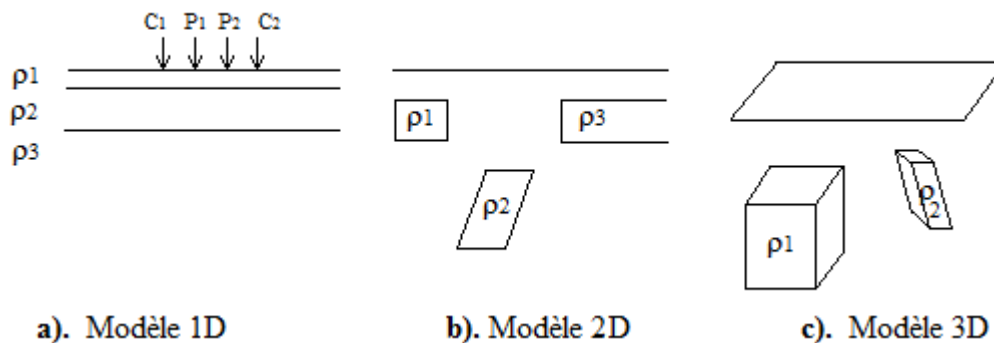 C1 P1 P2 C2
ρ1
ρ2
ρ3
ρ1
ρ3
ρ2
ρ1
ρ2
a). Modèle 1D
b). Modèle 2D
c). Modèle 3D